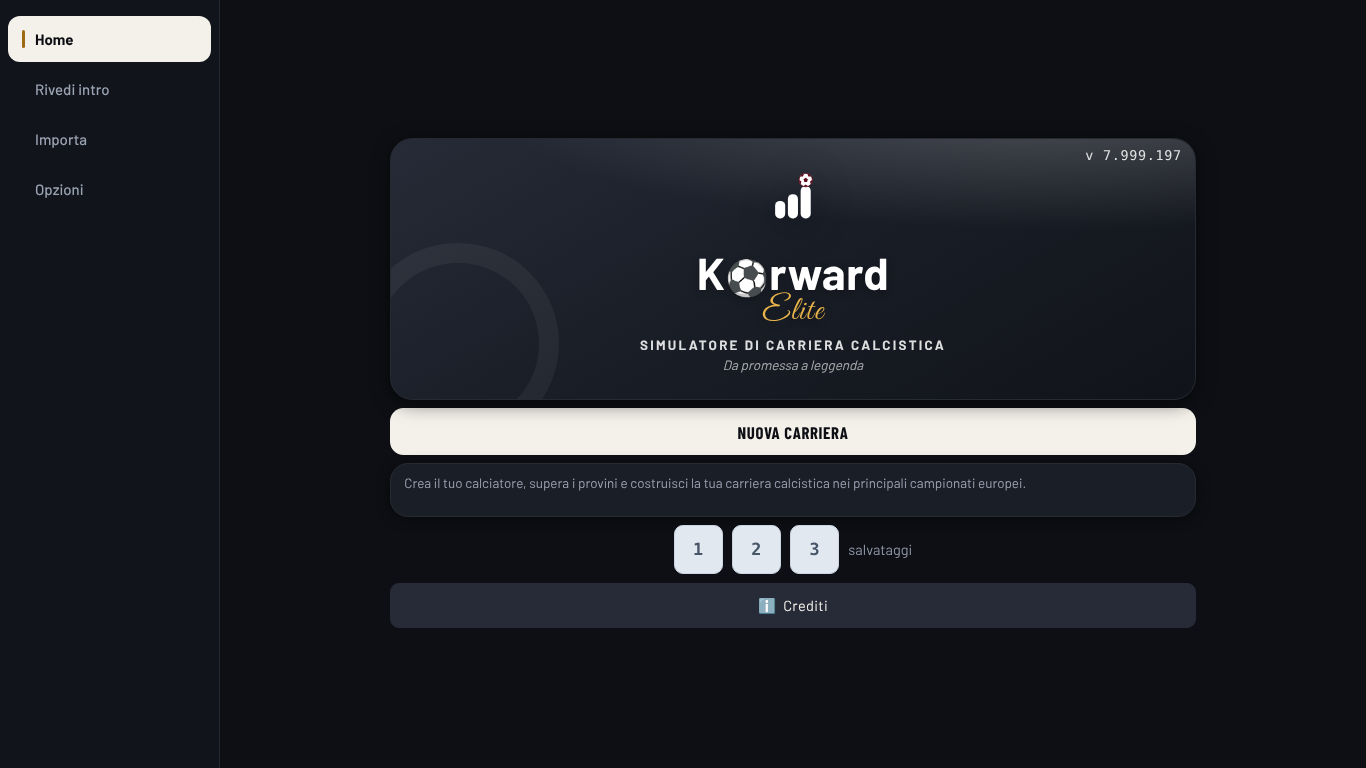 Home
Rivedi intro
Importa
Opzioni
v 7.999.197
K⚽rward
Elite
SIMULATORE DI CARRIERA CALCISTICA
Da promessa a leggenda
NUOVA CARRIERA
Crea il tuo calciatore, supera i provini e costruisci la tua carriera calcistica nei principali campionati europei.
1 2 3 salvataggi
ℹ️ Crediti